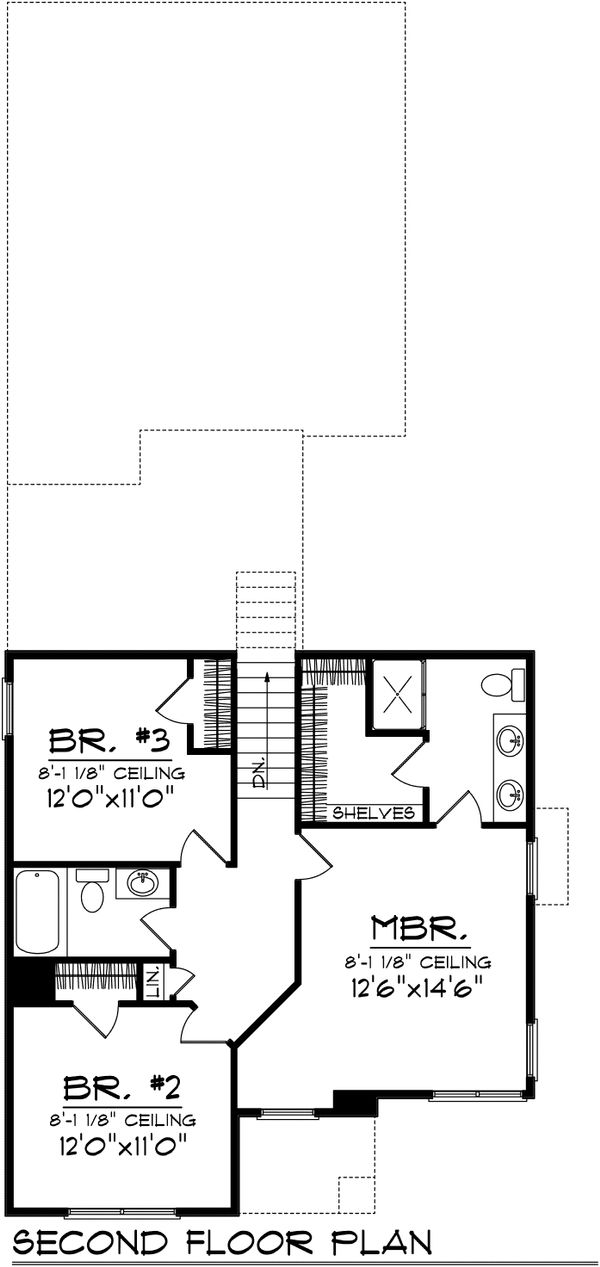 BR. #3
8'-1 1/8" CEILING
12'0"x11'0"
DN.
SHELVES
MBR.
8'-1 1/8" CEILING
12'6"x14'6"
LIN.
BR. #2
8'-1 1/8" CEILING
12'0"x11'0"
SECOND FLOOR PLAN